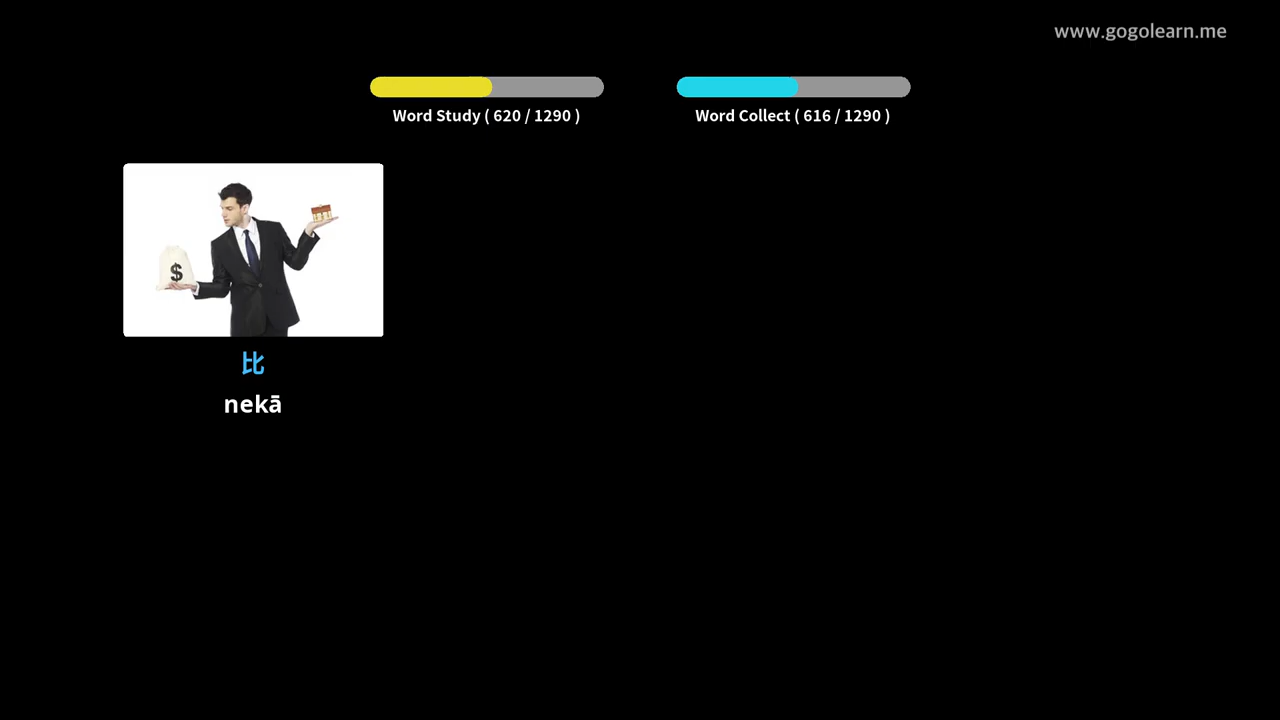 www.gogolearn.me
Word Study ( 620 / 1290 )
Word Collect ( 616 / 1290 )
$
比
nekā